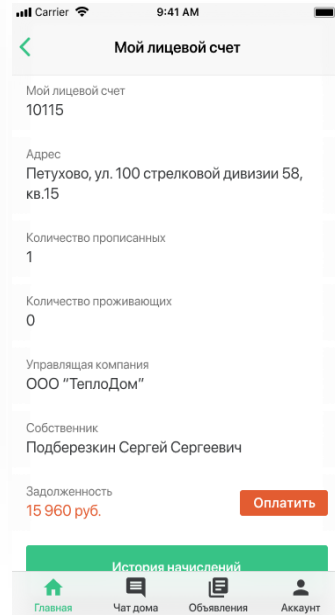 Carrier 9:41 AM
Мой лицевой счет
Мой лицевой счет
10115
Адрес
Петухово, ул. 100 стрелковой дивизии 58,
кв.15
Количество прописанных
1
Количество проживающих
0
Управлящая компания
ООО “ТеплоДом”
Собственник
Подберезкин Сергей Сергеевич
Задолженность
15 960 руб.
Оплатить
История начислений
Главная Чат дома Объявления Аккаунт